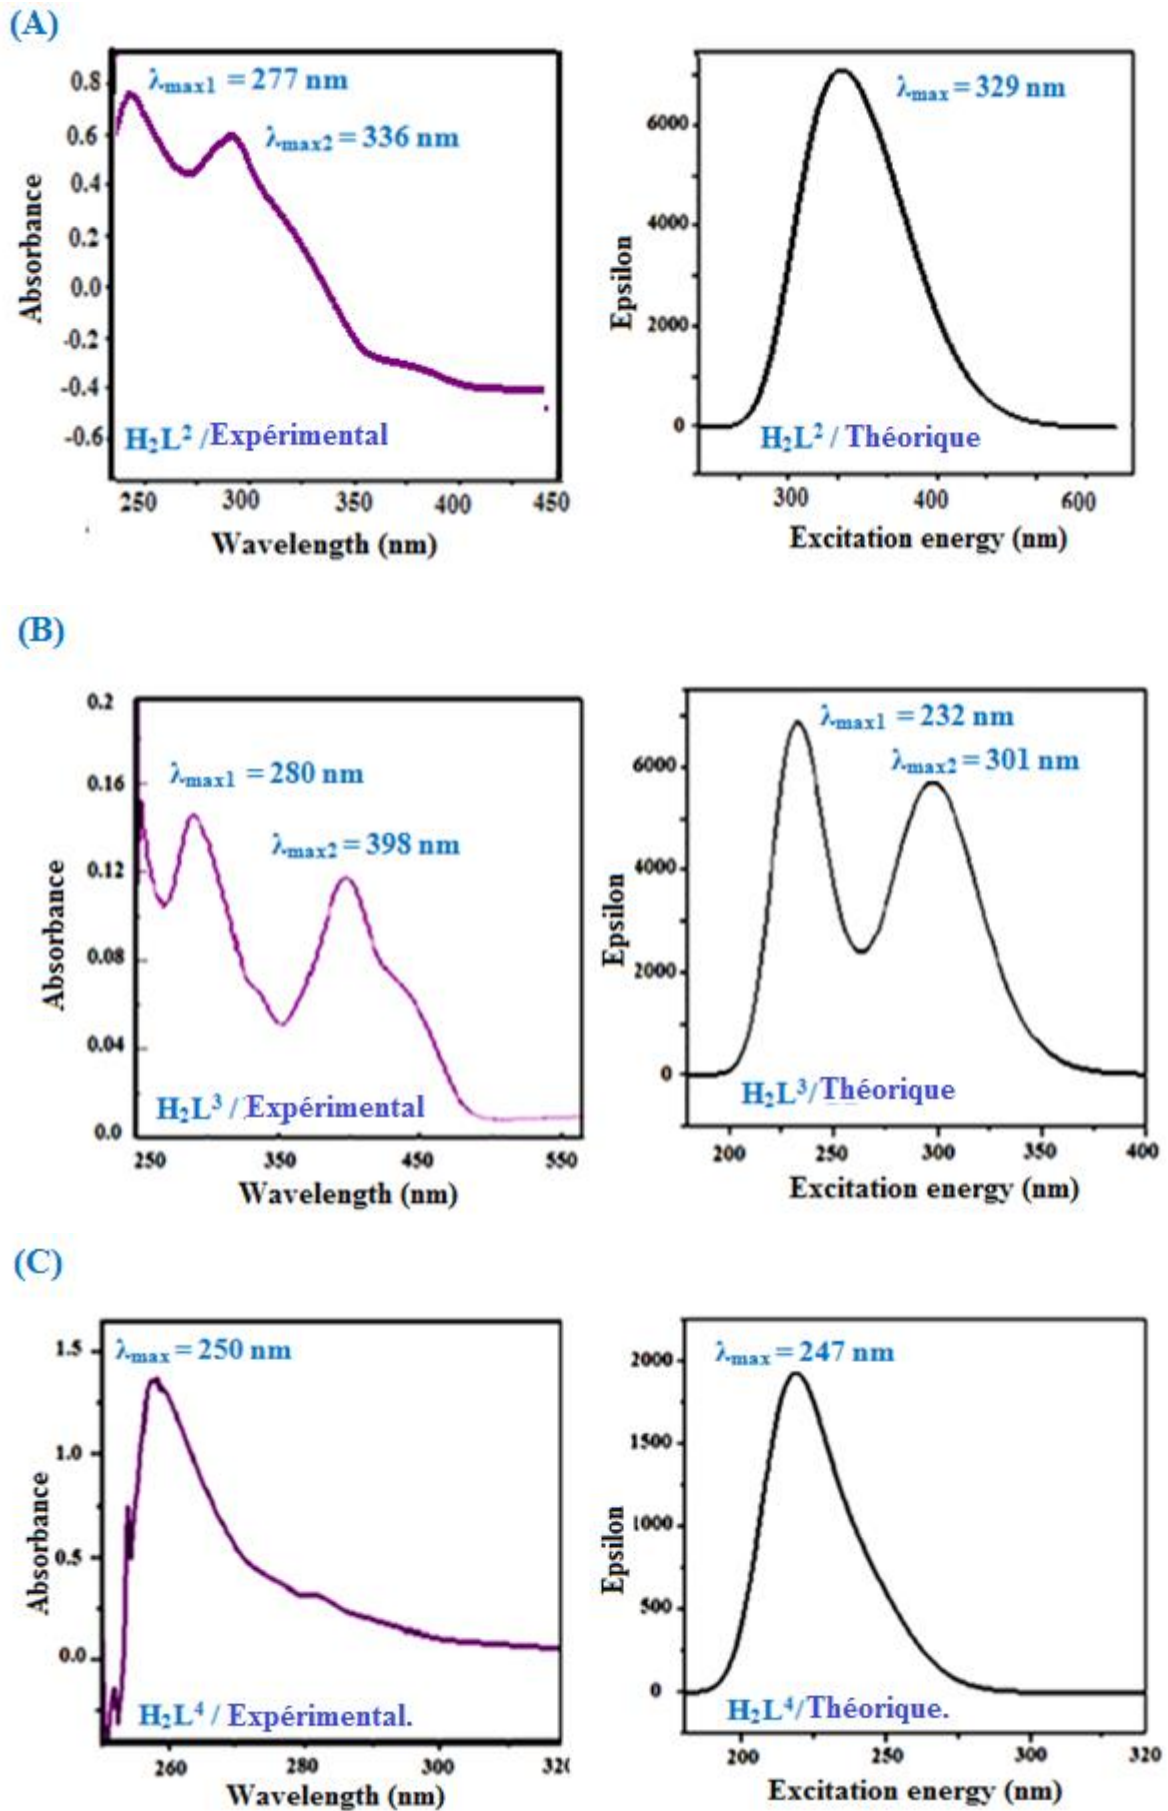 (A)
λmax1 = 277 nm
λmax2 = 336 nm
0.8
0.6
0.4
0.2
0.0
-0.2
-0.4
-0.6
Absorbance
H₂L² /Expérimental
250 300 350 400 450
Wavelength (nm)
λmax = 329 nm
6000
4000
2000
0
Epsilon
H₂L² / Théorique
300 400 600
Excitation energy (nm)
(B)
0.2
0.16
0.12
0.08
0.04
0.0
λmax1 = 280 nm
λmax2 = 398 nm
Absorbance
H₂L³ / Expérimental
250 350 450 550
Wavelength (nm)
λmax1 = 232 nm
λmax2 = 301 nm
6000
4000
2000
0
Epsilon
H₂L³/Théorique
200 250 300 350 400
Excitation energy (nm)
(C)
λmax = 250 nm
1.5
1.0
0.5
0.0
Absorbance
H₂L⁴ / Expérimental.
260 280 300 320
Wavelength (nm)
λmax = 247 nm
2000
1500
1000
500
0
Epsilon
H₂L⁴/Théorique.
200 250 300 320
Excitation energy (nm)